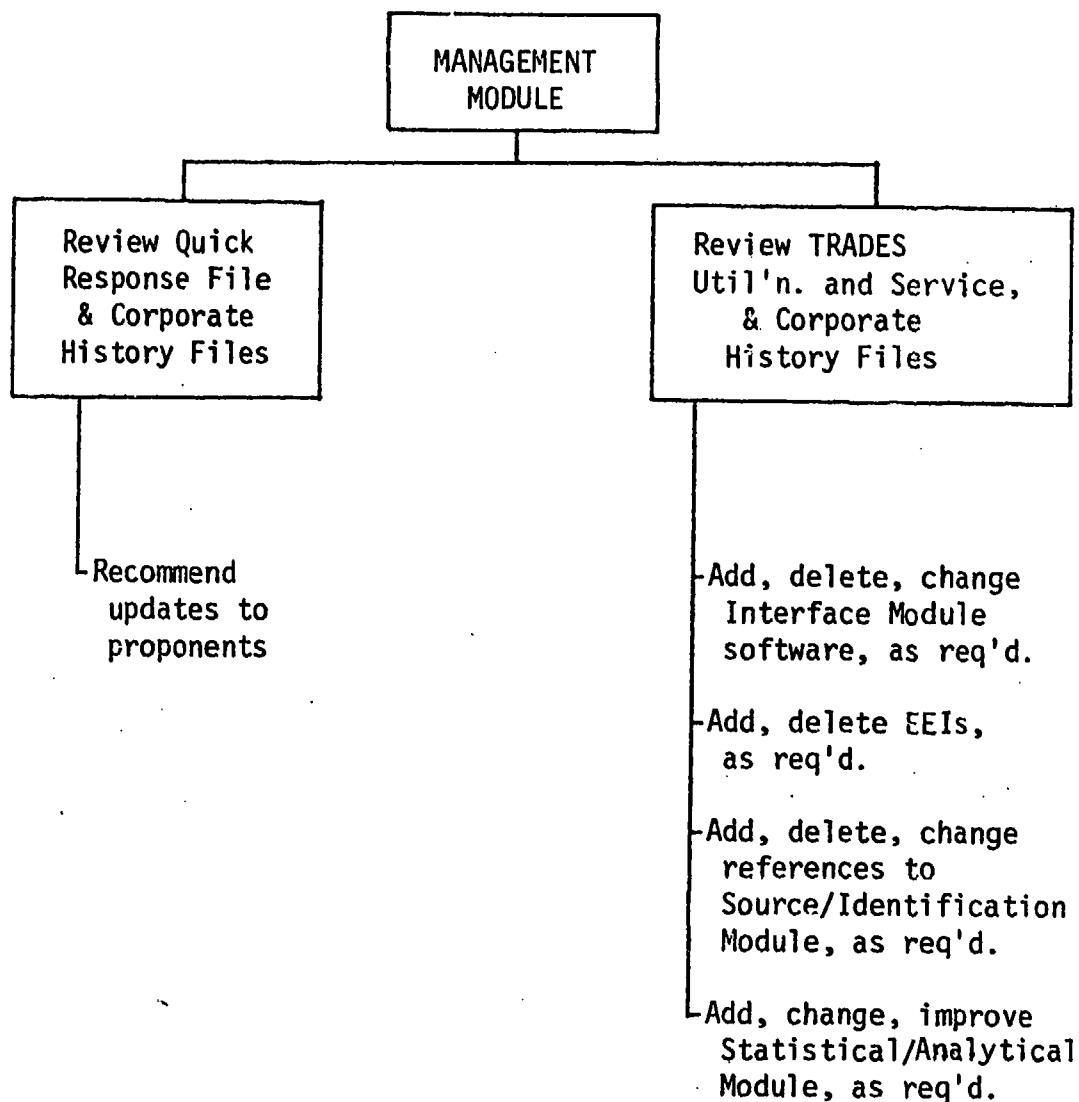 MANAGEMENT
MODULE
Review Quick
Response File
& Corporate
History Files
Review TRADES
Util'n. and Service,
& Corporate
History Files
Recommend
updates to
proponents
Add, delete, change
Interface Module
software, as req'd.
Add, delete EEIs,
as req'd.
Add, delete, change
references to
Source/Identification
Module, as req'd.
Add, change, improve
Statistical/Analytical
Module, as req'd.